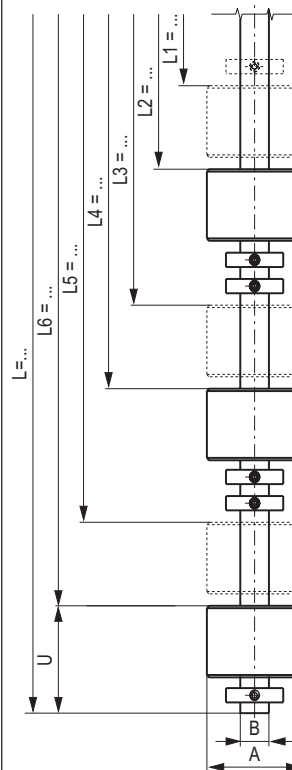 L1 = ...
L2 = ...
L3 = ...
L4 = ...
L5 = ...
L6 = ...
L=...
U
B
A